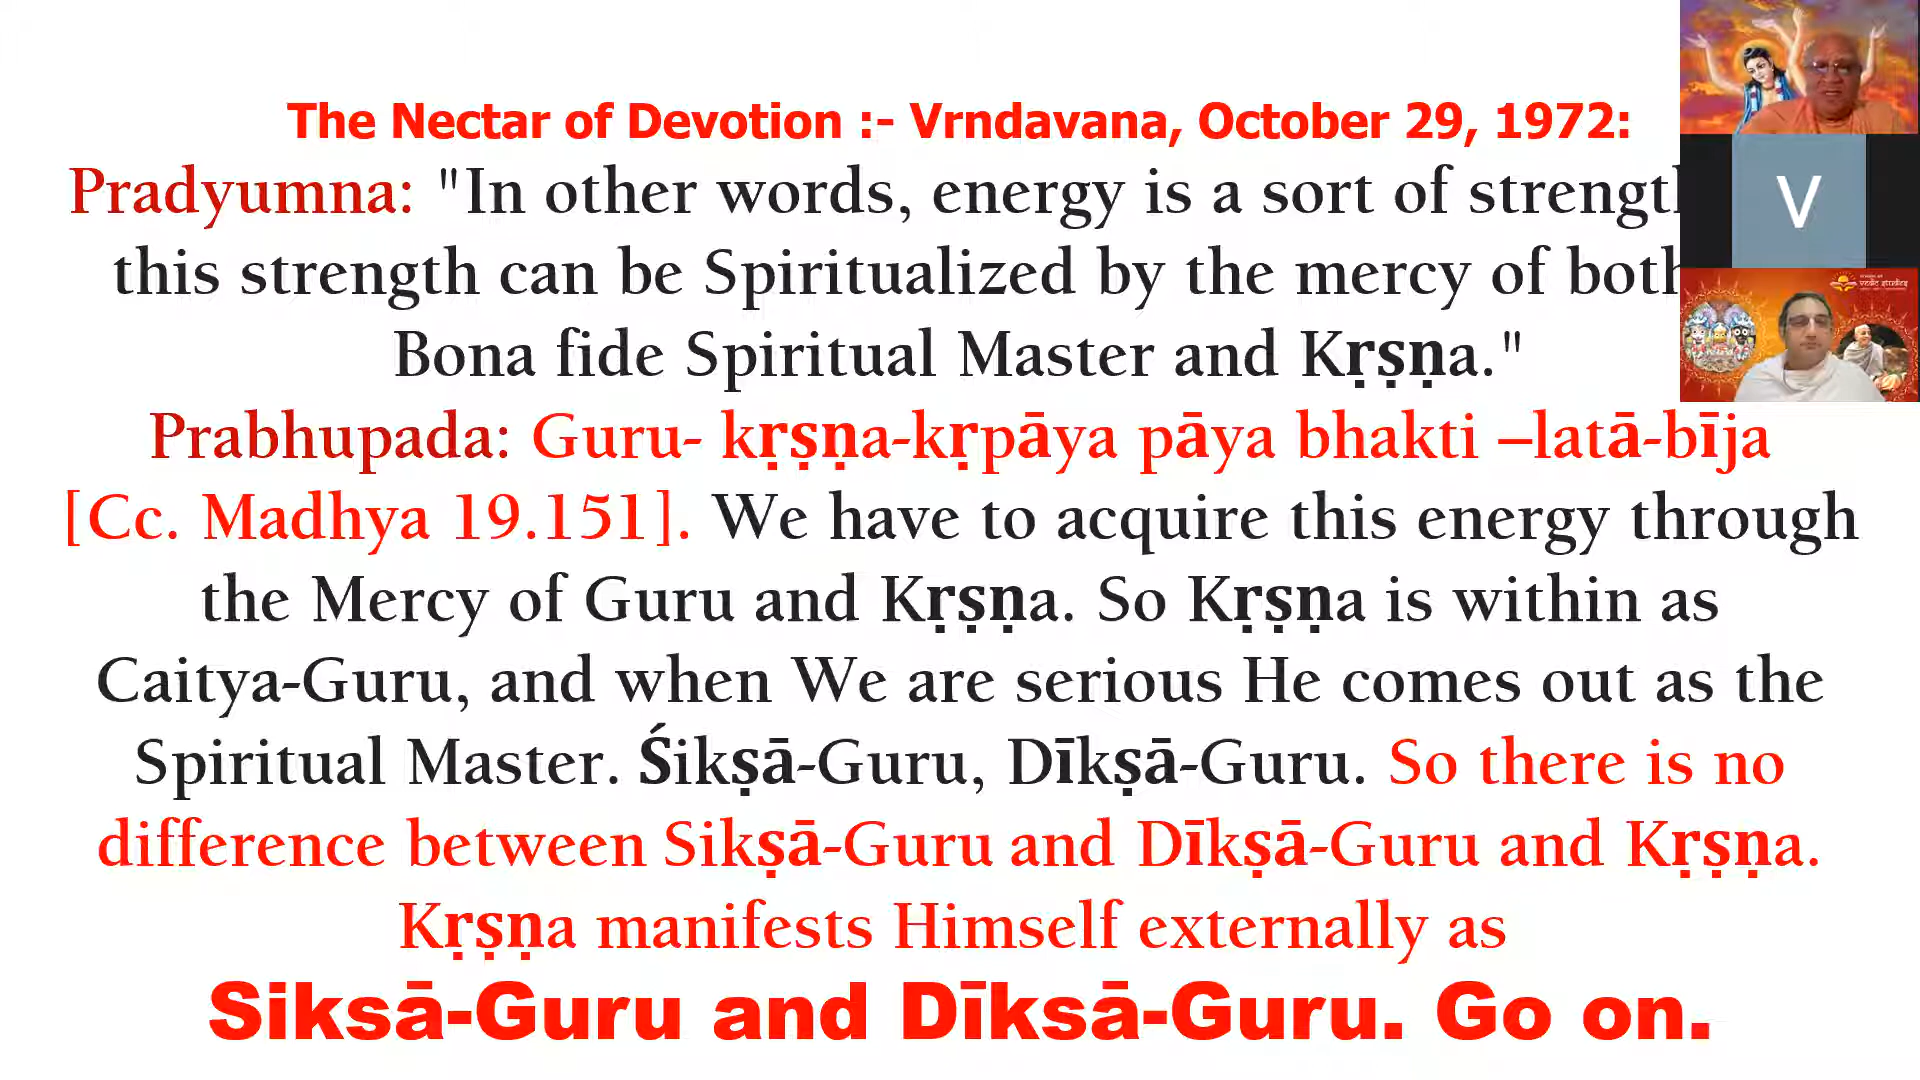 The Nectar of Devotion :- Vrndavana, October 29, 1972:
Pradyumna: "In other words, energy is a sort of
this strength can be Spiritualized by the mercy of both
Bona fide Spiritual Master and Kṛṣṇa."
Prabhupada: Guru- kṛṣṇa-kṛpāya pāya bhakti –latā-bīja
[Cc. Madhya 19.151]. We have to acquire this energy through
the Mercy of Guru and Kṛṣṇa. So Kṛṣṇa is within as
Caitya-Guru, and when We are serious He comes out as the
Spiritual Master. Śikṣā-Guru, Dīkṣā-Guru. So there is no
difference between Sikṣā-Guru and Dīkṣā-Guru and Kṛṣṇa.
Kṛṣṇa manifests Himself externally as
Siksā-Guru and Dīksā-Guru. Go on.
V
vedic studies